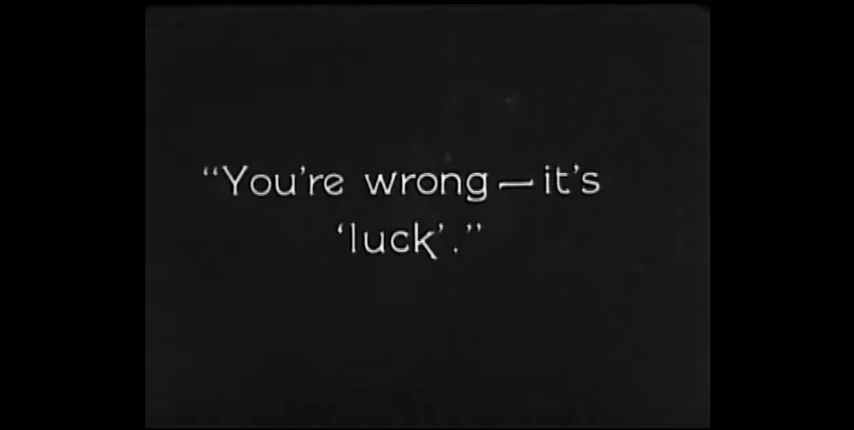 “You’re wrong — it’s
‘luck’.”